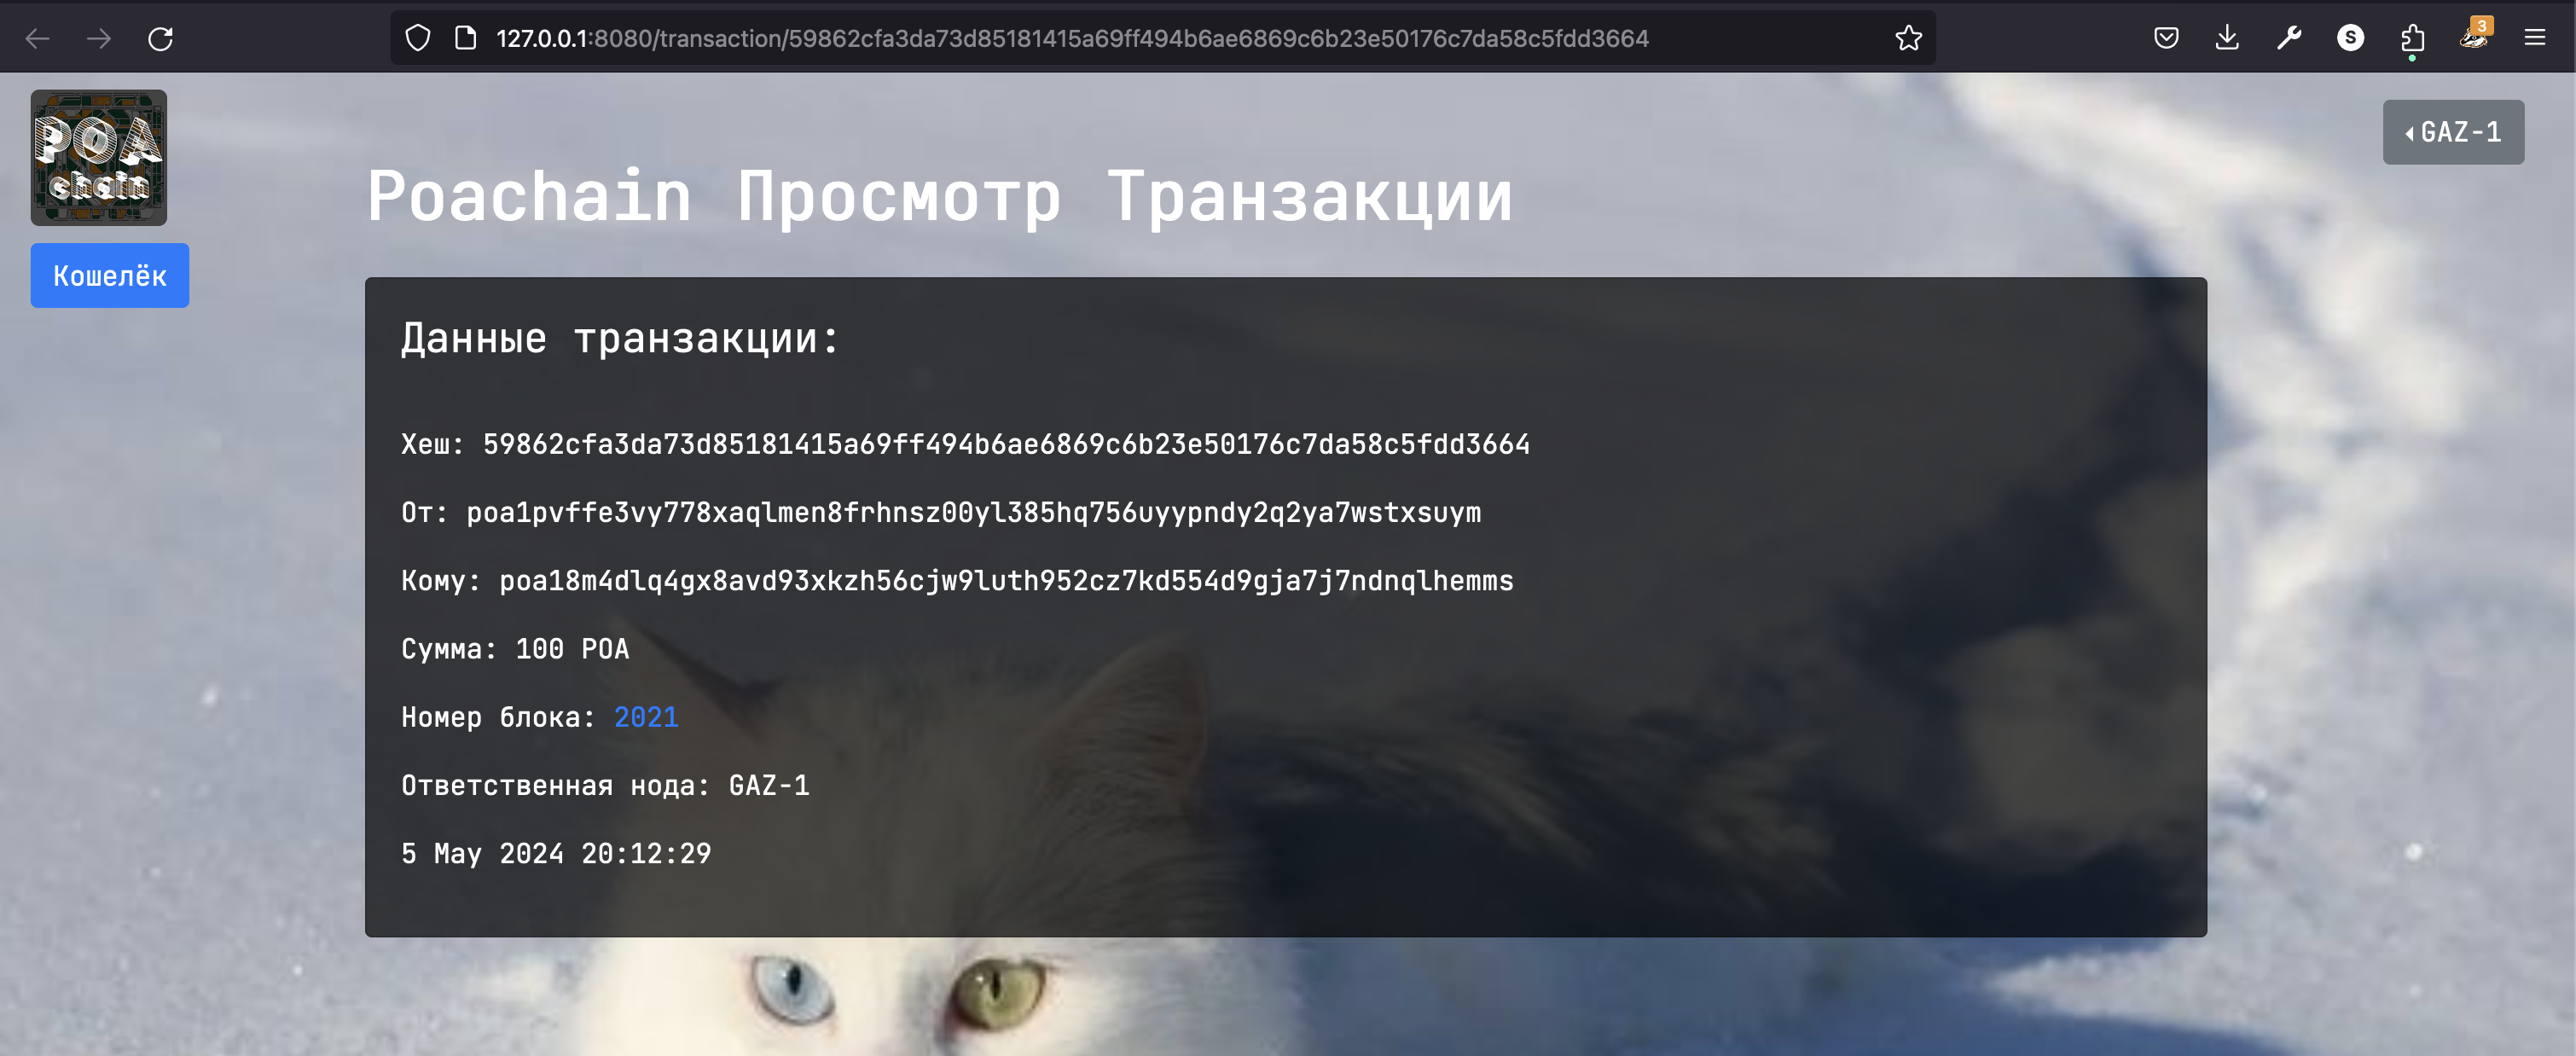 127.0.0.1:8080/transaction/59862cfa3da73d85181415a69ff494b6ae6869c6b23e50176c7da58c5fdd3664
S
3
POA
chain
GAZ-1
Кошелёк
Poachain Просмотр Транзакции
Данные транзакции:
Хеш: 59862cfa3da73d85181415a69ff494b6ae6869c6b23e50176c7da58c5fdd3664
От: poa1pvffe3vy778xaqlmen8frhnsz00yl385hq756uyypndy2q2ya7wstxsuym
Кому: poa18m4dlq4gx8avd93xkzh56cjw9luth952cz7kd554d9gja7j7ndnqlhemms
Сумма: 100 POA
Номер блока: 2021
Ответственная нода: GAZ-1
5 May 2024 20:12:29